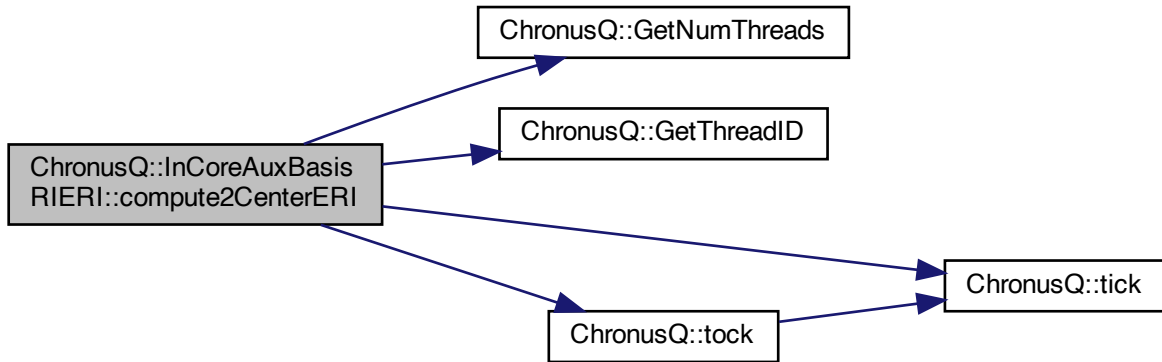 ChronusQ::GetNumThreads
ChronusQ::GetThreadID
ChronusQ::InCoreAuxBasis
RIERI::compute2CenterERI
ChronusQ::tick
ChronusQ::tock